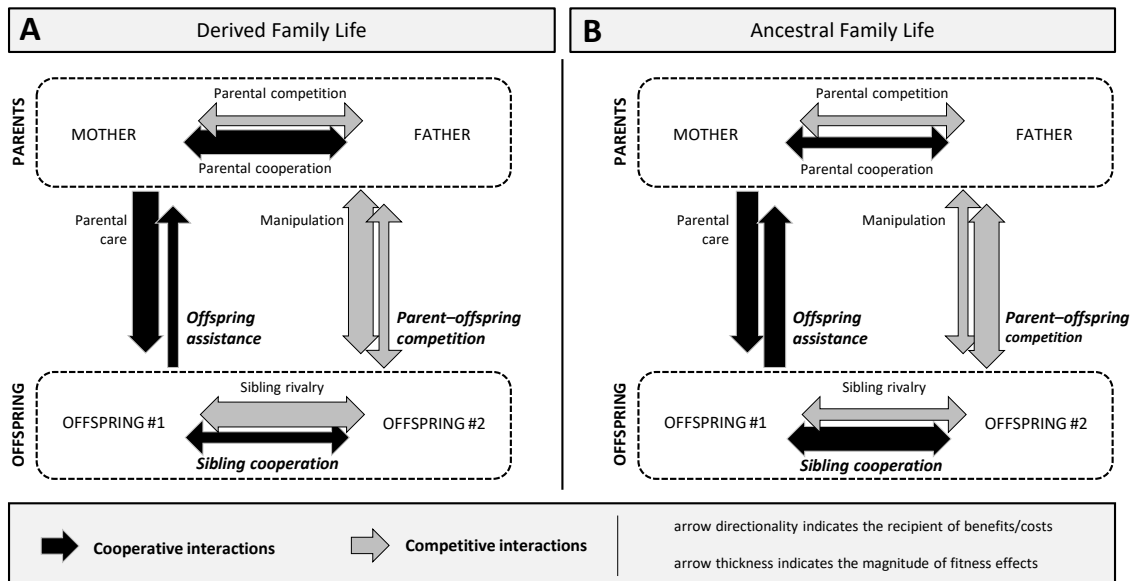 A
Derived Family Life
PARENTS
Parental competition
MOTHER
FATHER
Parental cooperation
Parental
care
Manipulation
Offspring
assistance
Parent–offspring
competition
OFFSPRING
Sibling rivalry
OFFSPRING #1
OFFSPRING #2
Sibling cooperation
B
Ancestral Family Life
PARENTS
Parental competition
MOTHER
FATHER
Parental cooperation
Parental
care
Manipulation
Offspring
assistance
Parent–offspring
competition
OFFSPRING
Sibling rivalry
OFFSPRING #1
OFFSPRING #2
Sibling cooperation
Cooperative interactions
Competitive interactions
arrow directionality indicates the recipient of benefits/costs
arrow thickness indicates the magnitude of fitness effects